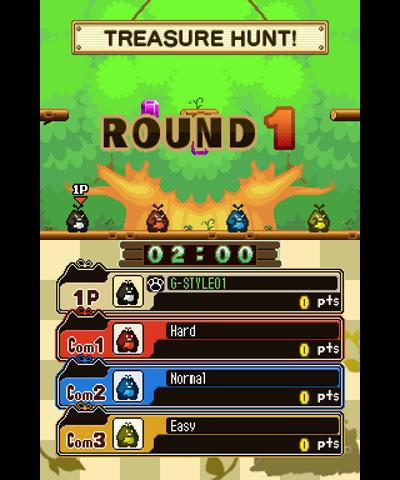 TREASURE HUNT!
ROUND 1
1P
02:00
1P G-STYLE01
0 pts
Com1 Hard
0 pts
Com2 Normal
0 pts
Com3 Easy
0 pts